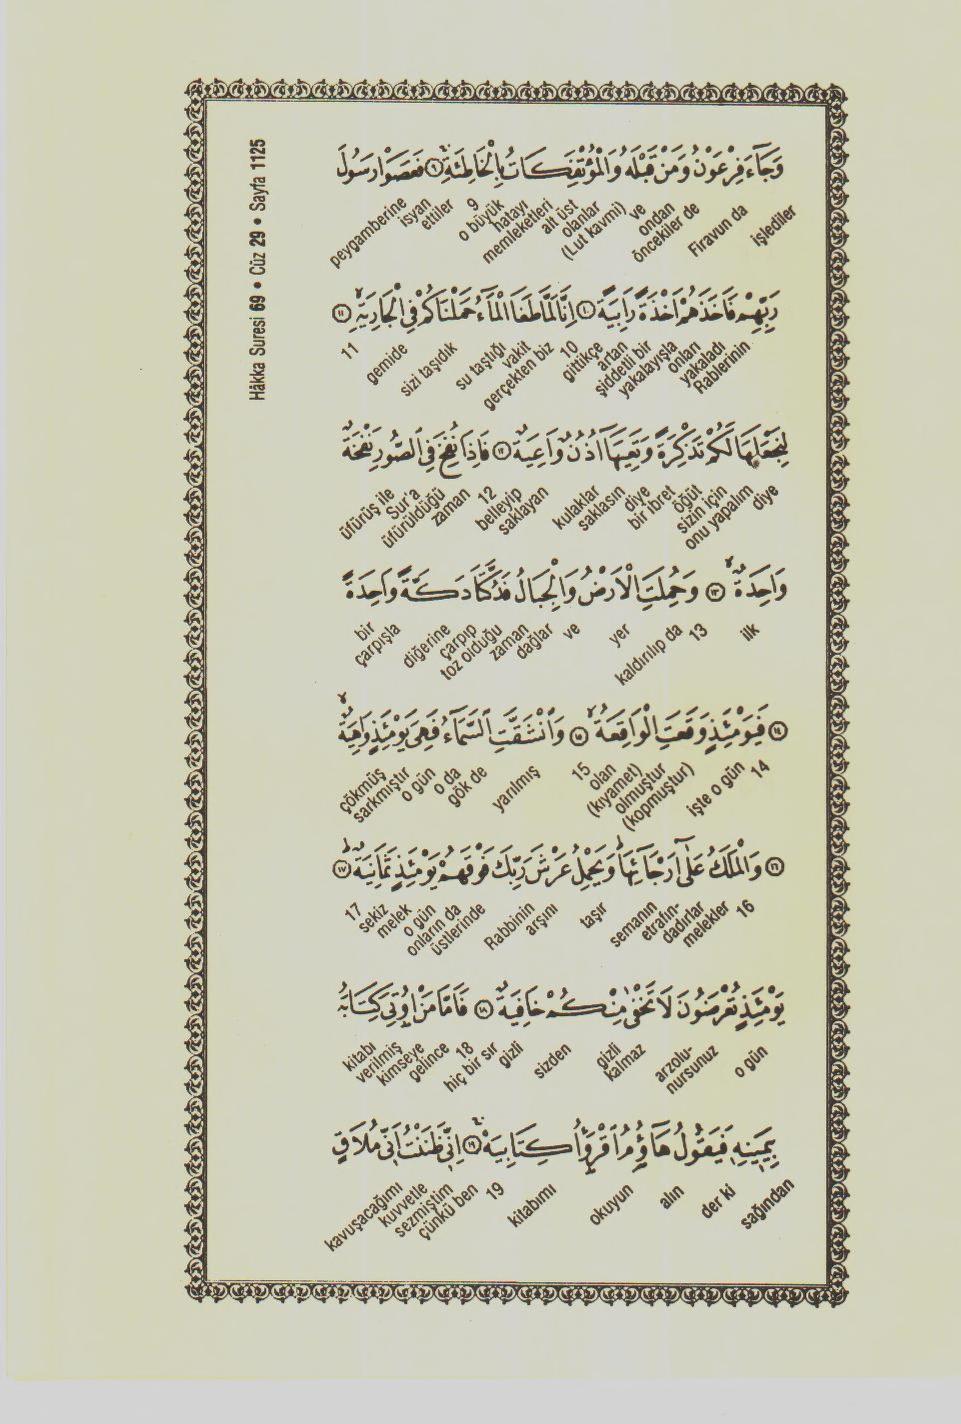 Hâkka Suresi 69 • Cüz 29 • Sayfa 1125
وَجَآءَ فِرْعَوْنُ وَمَنْ قَبْلَهُ وَالْمُؤْتَفِكَاتُ بِالْخَاطِئَةِۚ ﴿٩﴾ فَعَصَوْا رَسُولَ
işlediler Firavun da öncekiler de ondan ve (Lut kavmi) olanlar alt üst memleketleri hatayı o büyük 9 ettiler isyan peygamberine
رَبِّهِمْ فَاَخَذَهُمْ اَخْذَةً رَابِيَةً ﴿١٠﴾ اِنَّا لَمَّا طَغَا الْمَآءُ حَمَلْنَاكُمْ فِي الْجَارِيَةِۙ ﴿١١﴾
Rablerinin yakaladı onları yakalayışla şiddetli bir artan gittikçe 10 gerçekten biz vakit su taştığı sizi taşıdık gemide 11
لِنَجْعَلَهَا لَكُمْ تَذْكِرَةً وَتَعِيَهَآ اُذُنٌ وَاعِيَةٌ ﴿١٢﴾ فَاِذَا نُفِخَ فِي الصُّورِ نَفْخَةٌ
diye onu yapalım sizin için öğüt bir ibret diye saklasın kulaklar saklayan belleyip 12 zaman üfürüldüğü Sur'a üfürüş ile
وَاحِدَةٌۙ ﴿١٣﴾ وَحُمِلَتِ الْاَرْضُ وَالْجِبَالُ فَدُكَّتَا دَكَّةً وَاحِدَةً
ilk 13 kaldırılıp da yer ve dağlar zaman toz olduğu çarpıp diğerine çarpışla bir
﴿١٤﴾ فَيَوْمَئِذٍ وَقَعَتِ الْوَاقِعَةُۙ ﴿١٥﴾ وَانْشَقَّتِ السَّمَآءُ فَهِيَ يَوْمَئِذٍ وَاهِيَةٌۙ
14 işte o gün (kopmuştur) olmuştur (kıyamet) olan 15 yarılmış gök de o da o gün sarkmıştır çökmüş
﴿١٦﴾ وَالْمَلَكُ عَلٰٓى اَرْجَآئِهَاۜ وَيَحْمِلُ عَرْشَ رَبِّكَ فَوْقَهُمْ يَوْمَئِذٍ ثَمَانِيَةٌۜ ﴿١٧﴾
16 melekler dadırlar etrafın- semanın taşır arşını Rabbinin üstlerinde onların da o gün melek sekiz 17
يَوْمَئِذٍ تُعْرَضُونَ لَا تَخْفٰى مِنْكُمْ خَافِيَةٌ ﴿١٨﴾ فَاَمَّا مَنْ اُوتِيَ كِتَابَهُ
o gün nursunuz arzolu- kalmaz gizli sizden gizli hiç bir sır 18 gelince kimseye verilmiş kitabı
بِيَمِينِهِ فَيَقُولُ هَآؤُمُ اقْرَؤُا كِتَابِيَهْۚ ﴿١٩﴾ اِنِّي ظَنَنْتُ اَنِّي مُلَاقٍ
sağından der ki alın okuyun kitabımı 19 çünkü ben sezmiştim kuvvetle kavuşacağımı